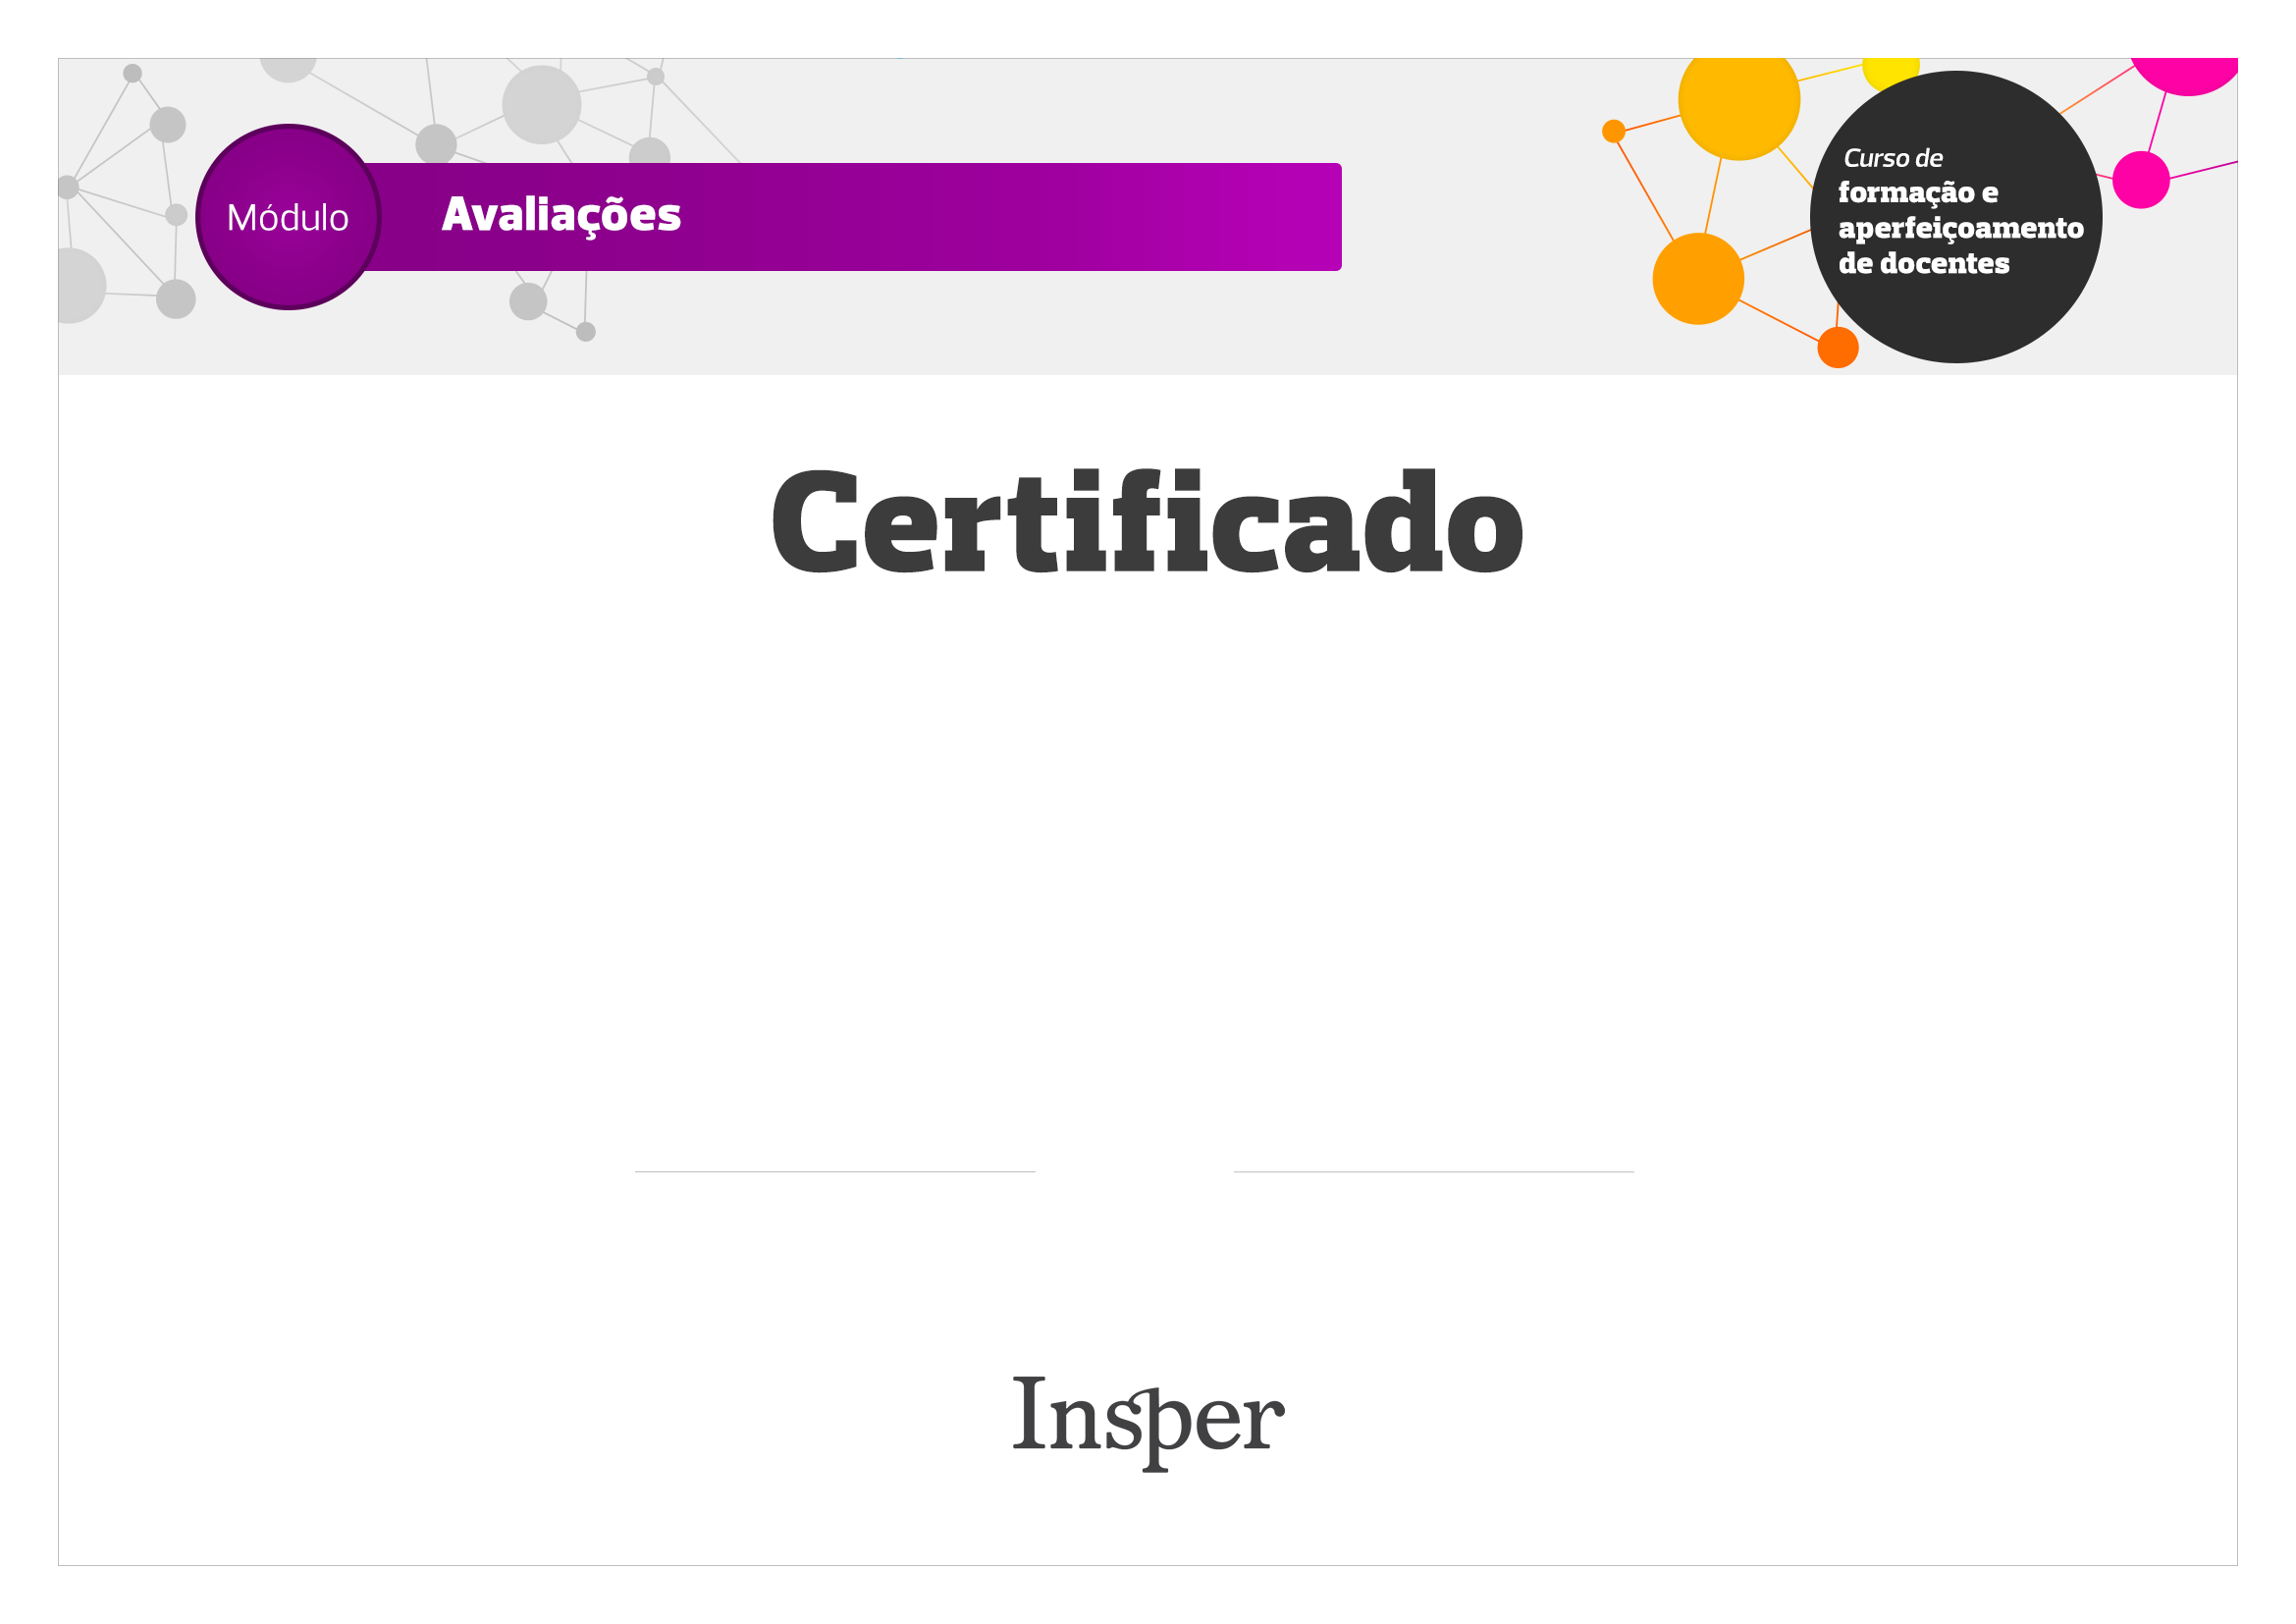 Módulo
Avaliações
Curso de
formação e
aperfeiçoamento
de docentes
Certificado
Insper